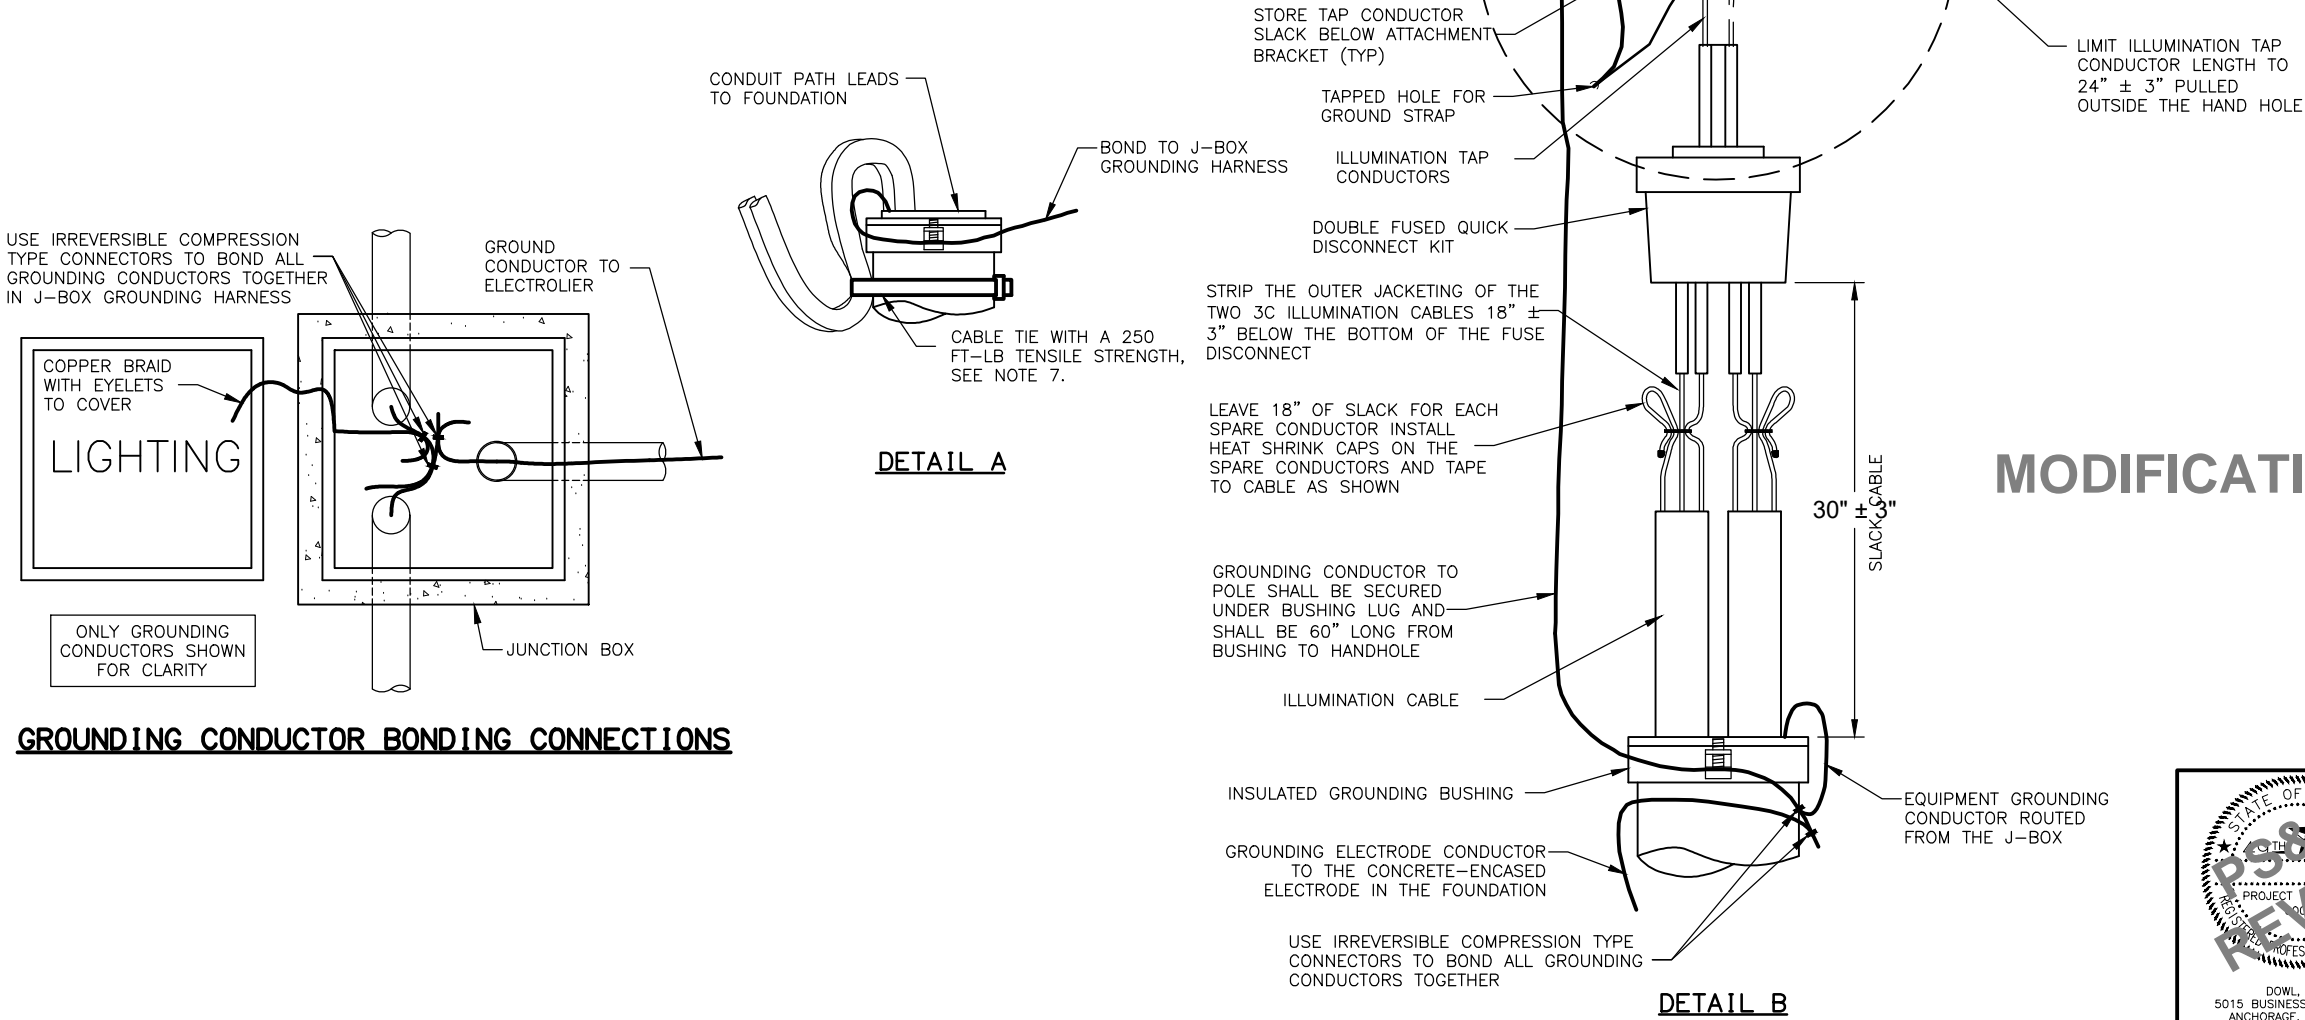 STORE TAP CONDUCTOR
SLACK BELOW ATTACHMENT
BRACKET (TYP)
LIMIT ILLUMINATION TAP
CONDUCTOR LENGTH TO
24" ± 3" PULLED
OUTSIDE THE HAND HOLE
CONDUIT PATH LEADS
TO FOUNDATION
TAPPED HOLE FOR
GROUND STRAP
BOND TO J-BOX
GROUNDING HARNESS
ILLUMINATION TAP
CONDUCTORS
DOUBLE FUSED QUICK
DISCONNECT KIT
USE IRREVERSIBLE COMPRESSION
TYPE CONNECTORS TO BOND ALL
GROUNDING CONDUCTORS TOGETHER
IN J-BOX GROUNDING HARNESS
GROUND
CONDUCTOR TO
ELECTROLIER
STRIP THE OUTER JACKETING OF THE
TWO 3C ILLUMINATION CABLES 18" ±
3" BELOW THE BOTTOM OF THE FUSE
DISCONNECT
CABLE TIE WITH A 250
FT-LB TENSILE STRENGTH,
SEE NOTE 7.
COPPER BRAID
WITH EYELETS
TO COVER
LIGHTING
DETAIL A
LEAVE 18" OF SLACK FOR EACH
SPARE CONDUCTOR INSTALL
HEAT SHRINK CAPS ON THE
SPARE CONDUCTORS AND TAPE
TO CABLE AS SHOWN
30" ± 3"
SLACK CABLE
MODIFICATI
GROUNDING CONDUCTOR TO
POLE SHALL BE SECURED
UNDER BUSHING LUG AND
SHALL BE 60" LONG FROM
BUSHING TO HANDHOLE
ONLY GROUNDING
CONDUCTORS SHOWN
FOR CLARITY
JUNCTION BOX
ILLUMINATION CABLE
GROUNDING CONDUCTOR BONDING CONNECTIONS
INSULATED GROUNDING BUSHING
EQUIPMENT GROUNDING
CONDUCTOR ROUTED
FROM THE J-BOX
GROUNDING ELECTRODE CONDUCTOR
TO THE CONCRETE-ENCASED
ELECTRODE IN THE FOUNDATION
USE IRREVERSIBLE COMPRESSION TYPE
CONNECTORS TO BOND ALL GROUNDING
CONDUCTORS TOGETHER
DETAIL B
STATE OF
PS&
PROJECT
REV
DOWL,
5015 BUSINESS
ANCHORAGE,